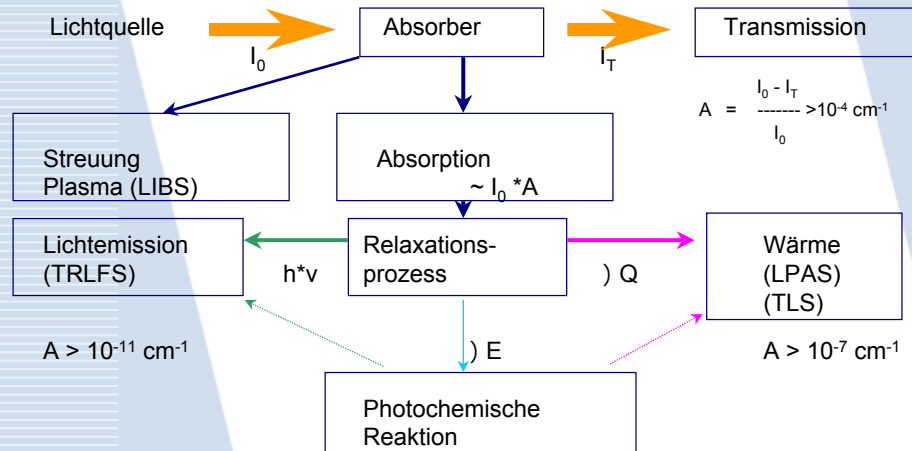 Lichtquelle
I0
Absorber
IT
Transmission
I0 - IT
A = ------- >10-4 cm-1
I0
Streuung
Plasma (LIBS)
Absorption
~ I0 *A
Lichtemission
(TRLFS)
h*v
Relaxations-
prozess
) Q
Wärme
(LPAS)
(TLS)
A > 10-11 cm-1
) E
A > 10-7 cm-1
Photochemische
Reaktion